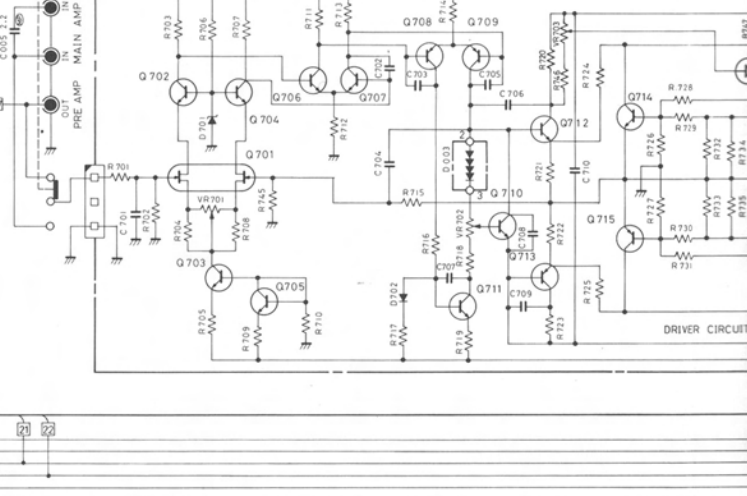 C005 2.2
IN
MAIN AMP
IN
PRE AMP
OUT
R703
R706
R707
R711
R713
Q708
R714
Q709
VR703
R720
R746
R724
Q702
Q704
D701
Q706
Q707
C702
C703
C705
C706
R712
Q712
Q714
R728
R729
R726
R732
R734
C704
2
D003
3
Q710
R721
C710
R701
Q701
C701
R702
VR701
R704
R708
R745
R715
VR702
R716
R718
C708
Q713
R722
Q715
R727
R733
R735
R730
R731
Q703
Q705
C707
D702
Q711
C709
R725
R705
R709
R710
R717
R719
R723
DRIVER CIRCUIT
21
22